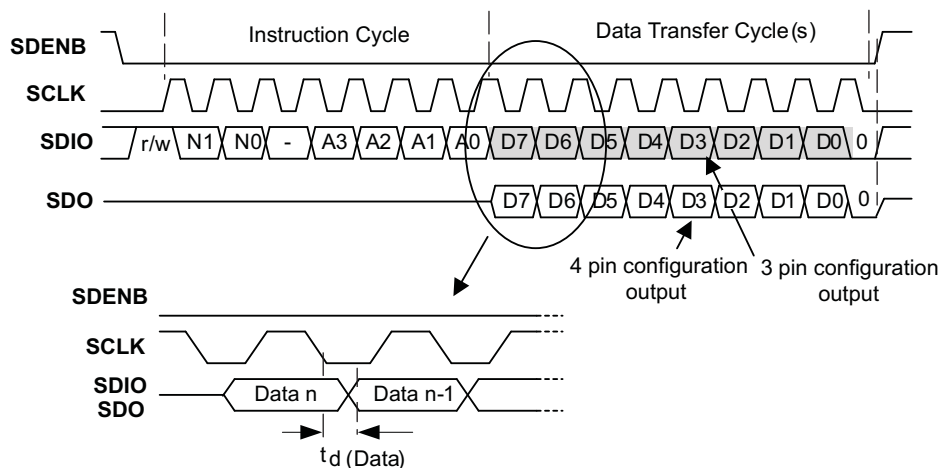 Instruction Cycle Data Transfer Cycle(s)
SDENB
SCLK
SDIO r/w N1 N0 - A3 A2 A1 A0 D7 D6 D5 D4 D3 D2 D1 D0 0
SDO D7 D6 D5 D4 D3 D2 D1 D0 0
4 pin configuration output
3 pin configuration output
SDENB
SCLK
SDIO
SDO
Data n Data n-1
td (Data)